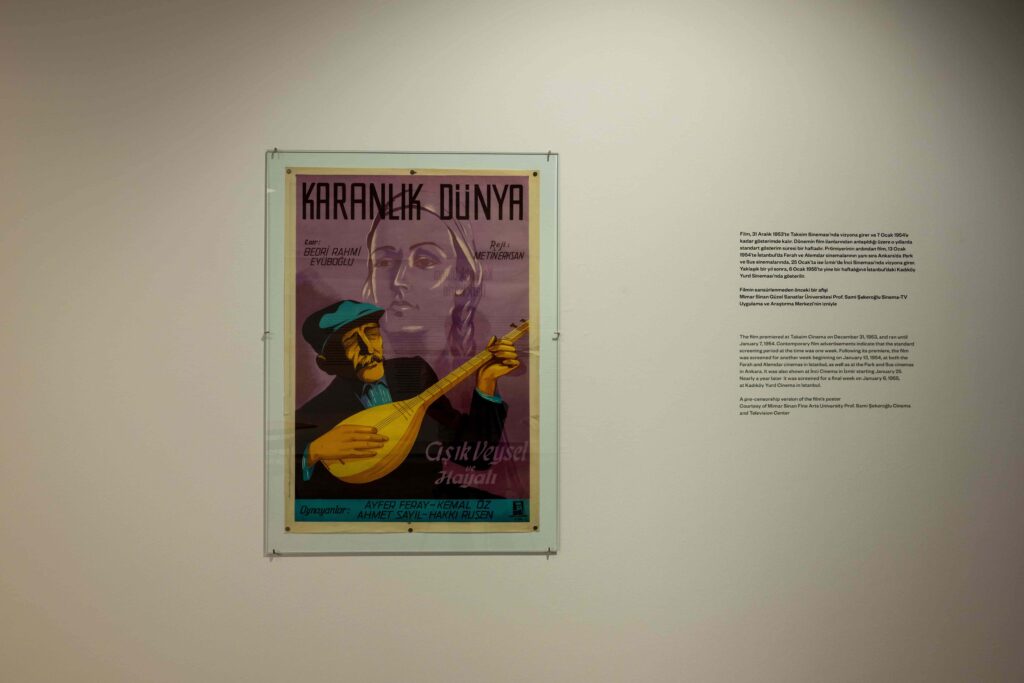 KARANLIK DÜNYA
BEDRİ RAHMİ
EYUBOĞLU
Reji:
METİN ERKSAN
Aşık Veysel
ve
Hayatı
Oynayanlar:
AYFER FERAY-KEMAL ÖZ
AHMET SAYIL-HAKKI RUŞEN
Film, 31 Aralık 1953'te Taksim Sineması'nda vizyona girer ve 7 Ocak 1954'e
kadar gösterimde kalır. Dönemin film ilanlarından anlaşıldığı üzere o yıllarda
standart gösterim süresi bir haftadır. Prömiyerinin ardından film, 13 Ocak
1954'te İstanbul'da Ferah ve Alemdar sinemalarının yanı sıra Ankara'da Park
ve Sus sinemalarında, 25 Ocak'ta ise İzmir'de İnci Sineması'nda vizyona girer.
Yaklaşık bir yıl sonra, 6 Ocak 1955'te yine bir haftalığına İstanbul'daki Kadıköy
Yurd Sineması'nda gösterilir.
Filmin sansürlenmeden önceki bir afişi
Mimar Sinan Güzel Sanatlar Üniversitesi Prof. Sami Şekeroğlu Sinema-TV
Uygulama ve Araştırma Merkezi'nin izniyle
The film premiered at Taksim Cinema on December 31, 1953, and ran until
January 7, 1954. Contemporary film advertisements indicate that the standard
screening period at the time was one week. Following its premiere, the film
was screened for another week beginning on January 13, 1954, at both the
Ferah and Alemdar cinemas in Istanbul, as well as at the Park and Sus cinemas
in Ankara. It was also shown at İnci Cinema in İzmir starting January 25.
Nearly a year later it was screened for a final week on January 6, 1955,
at Kadıköy Yurd Cinema in Istanbul.
A pre-censorship version of the film's poster
Courtesy of Mimar Sinan Fine Arts University Prof. Sami Şekeroğlu Cinema
and Television Center